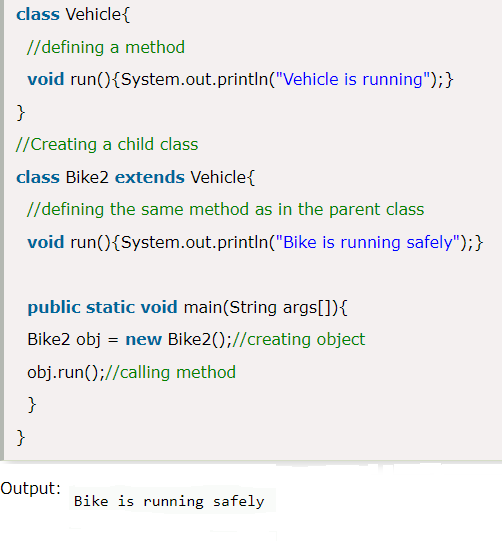 class Vehicle{
//defining a method
void run(){System.out.println("Vehicle is running");}
}
//Creating a child class
class Bike2 extends Vehicle{
//defining the same method as in the parent class
void run(){System.out.println("Bike is running safely");}
public static void main(String args[]){
Bike2 obj = new Bike2();//creating object
obj.run();//calling method
}
}
Output:
Bike is running safely